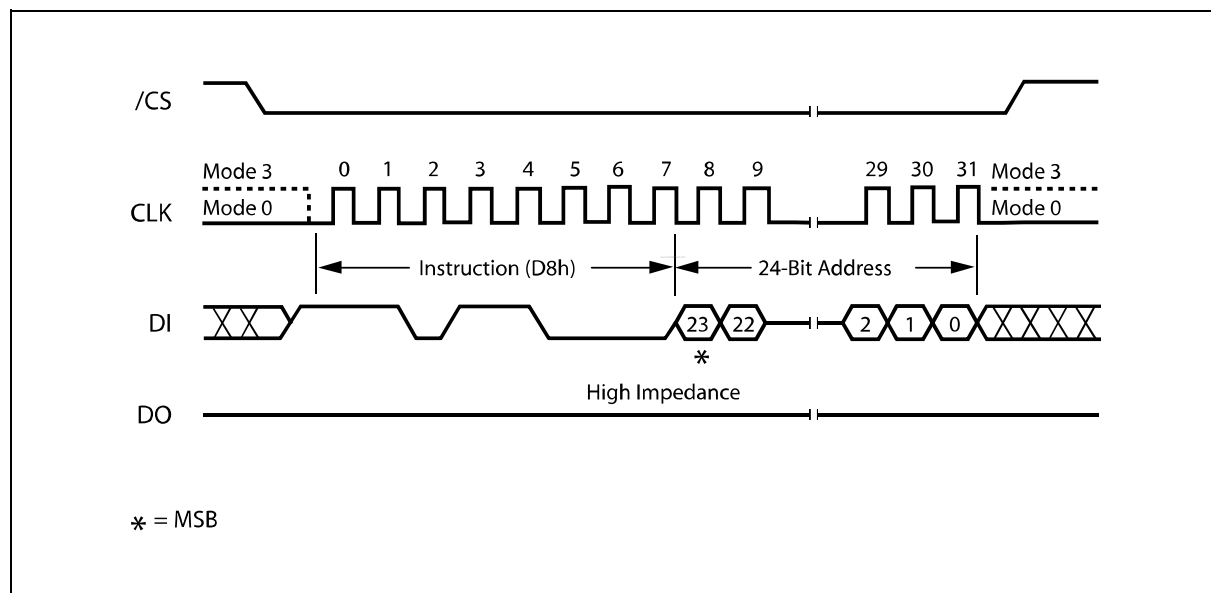 /CS
Mode 3 0 1 2 3 4 5 6 7 8 9 29 30 31 Mode 3
CLK Mode 0 Mode 0
Instruction (D8h) 24-Bit Address
DI 23 22 2 1 0
*
High Impedance
DO
* = MSB